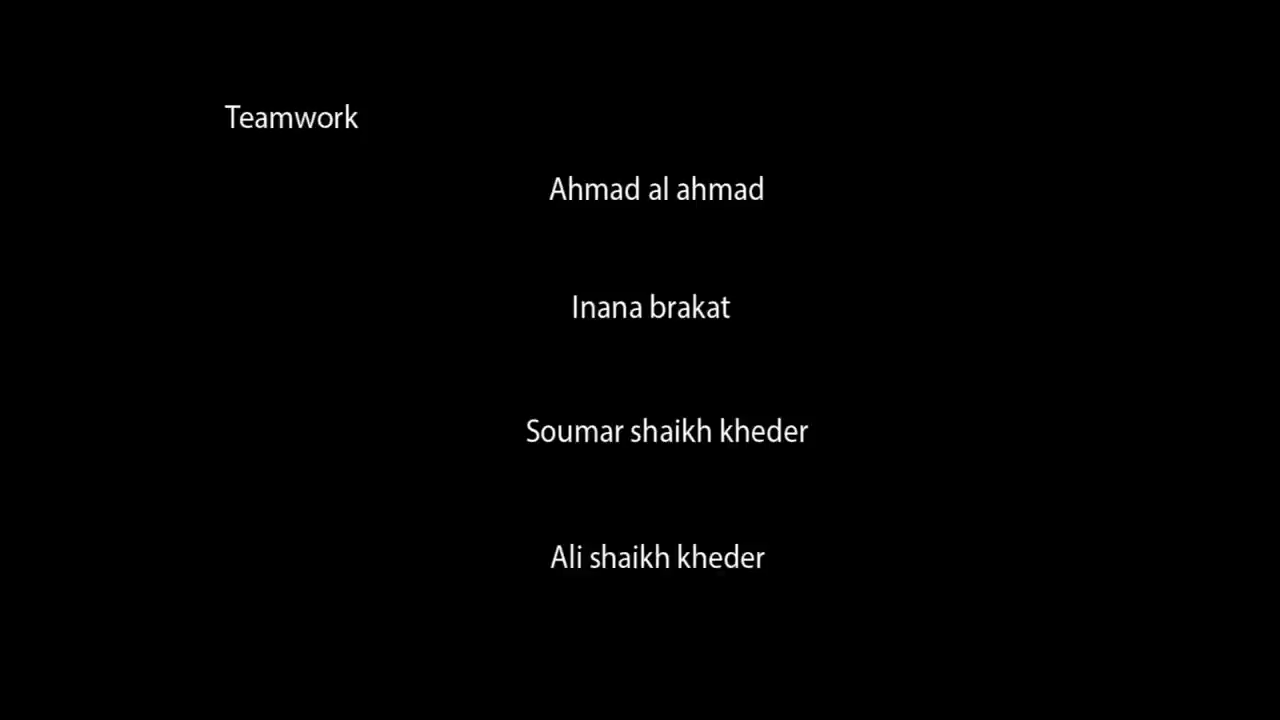 Teamwork
Ahmad al ahmad
Inana brakat
Soumar shaikh kheder
Ali shaikh kheder